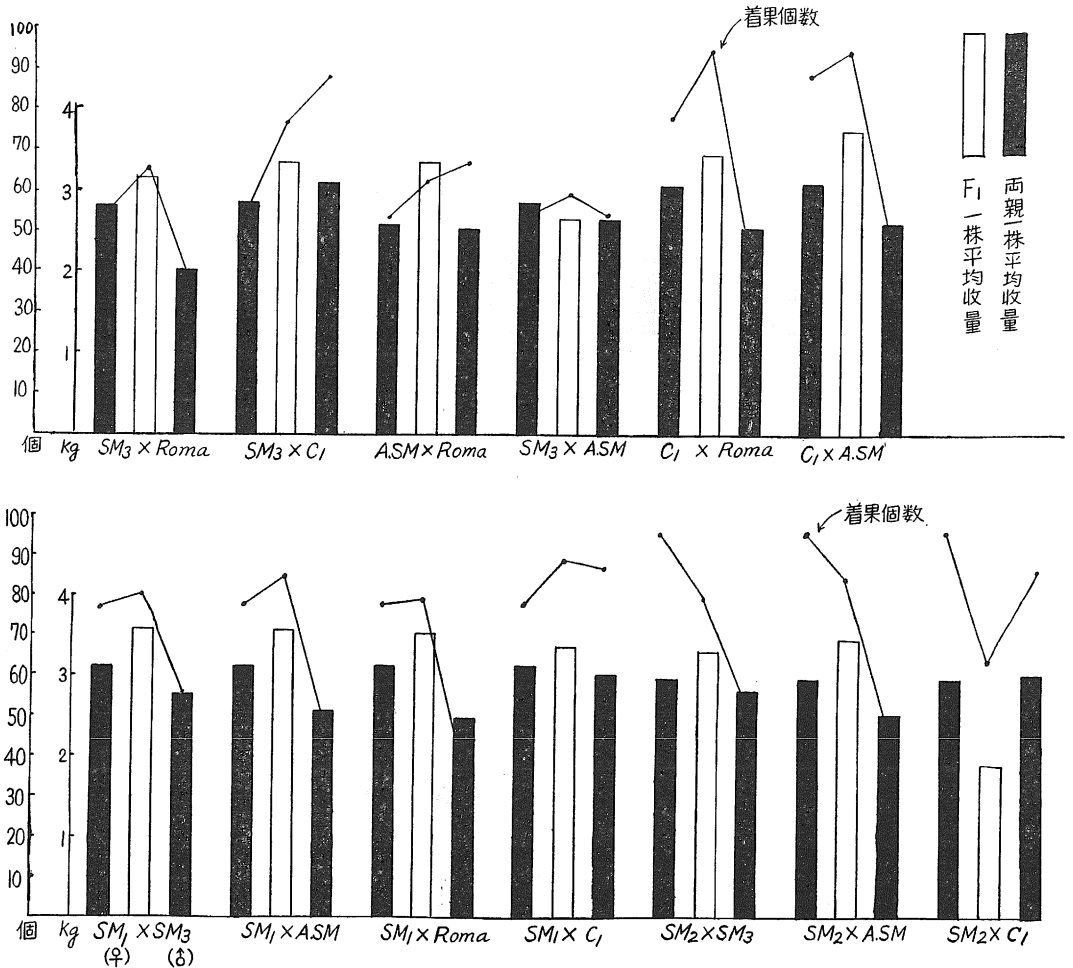 着果個数
100
90
80
70
60
50
40
30
20
10
個
4
3
2
1
kg
SM3 × Roma
SM3 × C1
A.SM × Roma
SM3 × A.SM
C1 × Roma
C1 × A.SM
F1 一株平均収量
両親一株平均収量
着果個数
100
90
80
70
60
50
40
30
20
10
個
4
3
2
1
kg
SM1 × SM3
(♀) (♂)
SM1 × A.SM
SM1 × Roma
SM1 × C1
SM2 × SM3
SM2 × A.SM
SM2 × C1